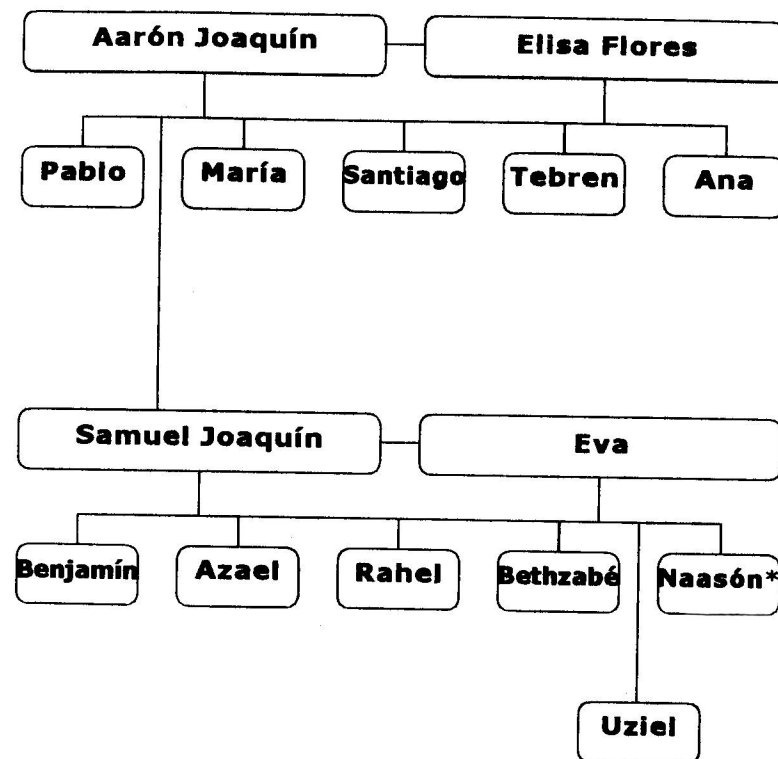 Aarón Joaquín
Elisa Flores
Pablo
María
Santiago
Tebren
Ana
Samuel Joaquín
Eva
Benjamín
Azael
Rahel
Bethzabé
Naasón*
Uziel